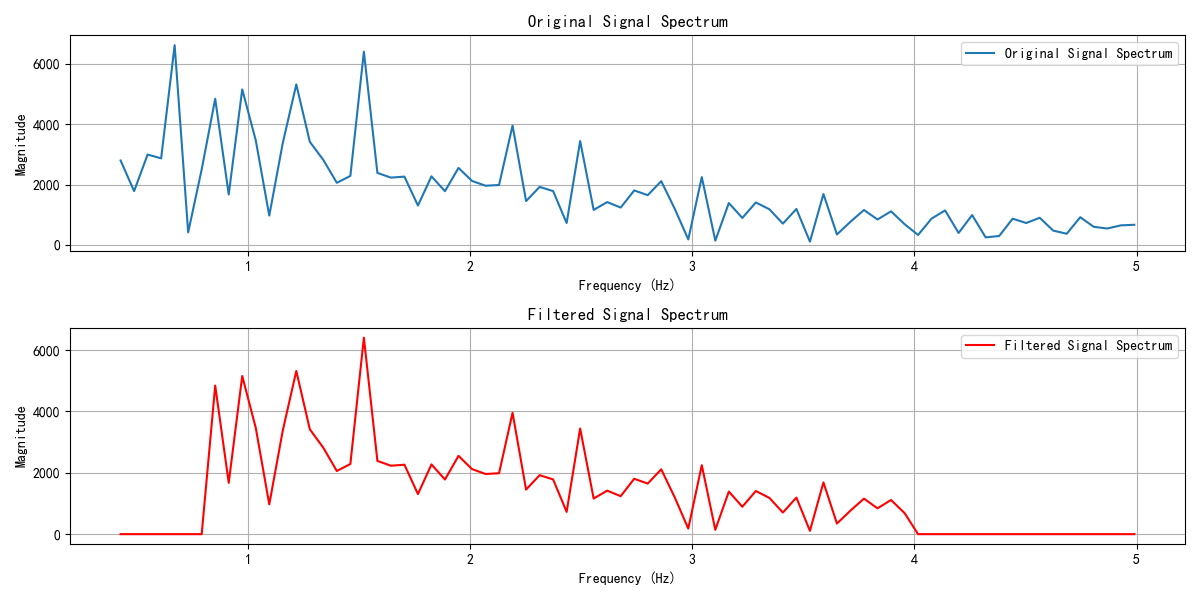 Original Signal Spectrum
Original Signal Spectrum
Magnitude
6000
4000
2000
0
1 2 3 4 5
Frequency (Hz)
Filtered Signal Spectrum
Filtered Signal Spectrum
Magnitude
6000
4000
2000
0
1 2 3 4 5
Frequency (Hz)